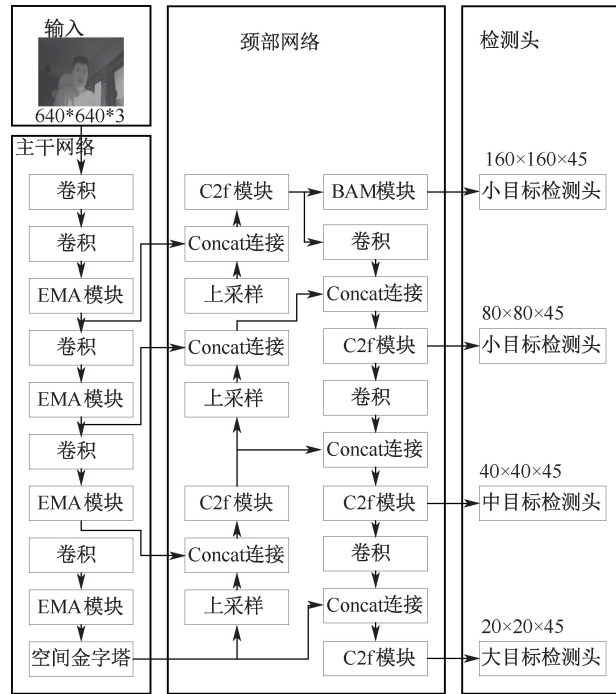 输入
640*640*3
主干网络
卷积
卷积
EMA模块
卷积
EMA模块
卷积
EMA模块
卷积
EMA模块
空间金字塔
颈部网络
C2f模块
Concat连接
上采样
Concat连接
上采样
C2f模块
Concat连接
上采样
BAM模块
卷积
Concat连接
C2f模块
卷积
Concat连接
C2f模块
卷积
Concat连接
C2f模块
检测头
160×160×45
小目标检测头
80×80×45
小目标检测头
40×40×45
中目标检测头
20×20×45
大目标检测头